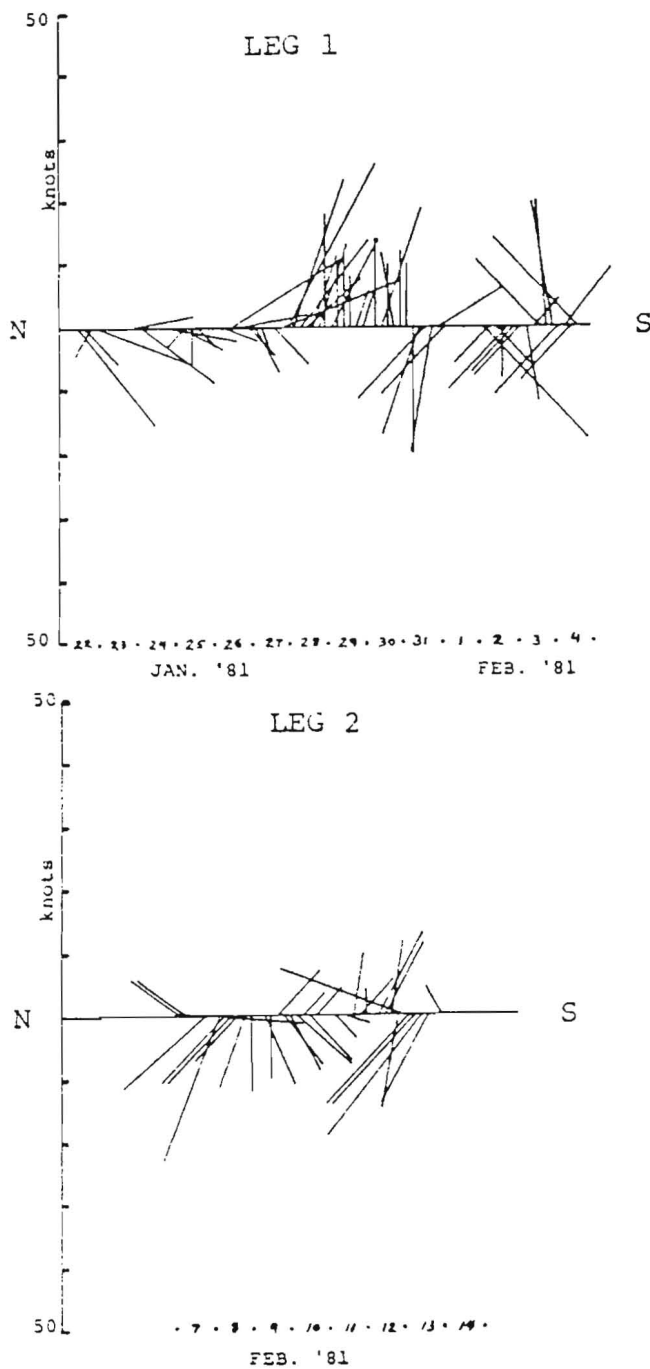 50
LEG 1
knots
N S
50
22 . 23 . 24 . 25 . 26 . 27 . 28 . 29 . 30 . 31 . 1 . 2 . 3 . 4 .
JAN. '81 FEB. '81
50
LEG 2
knots
N S
50
. 7 . 8 . 9 . 10 . 11 . 12 . 13 . 14 .
FEB. '81